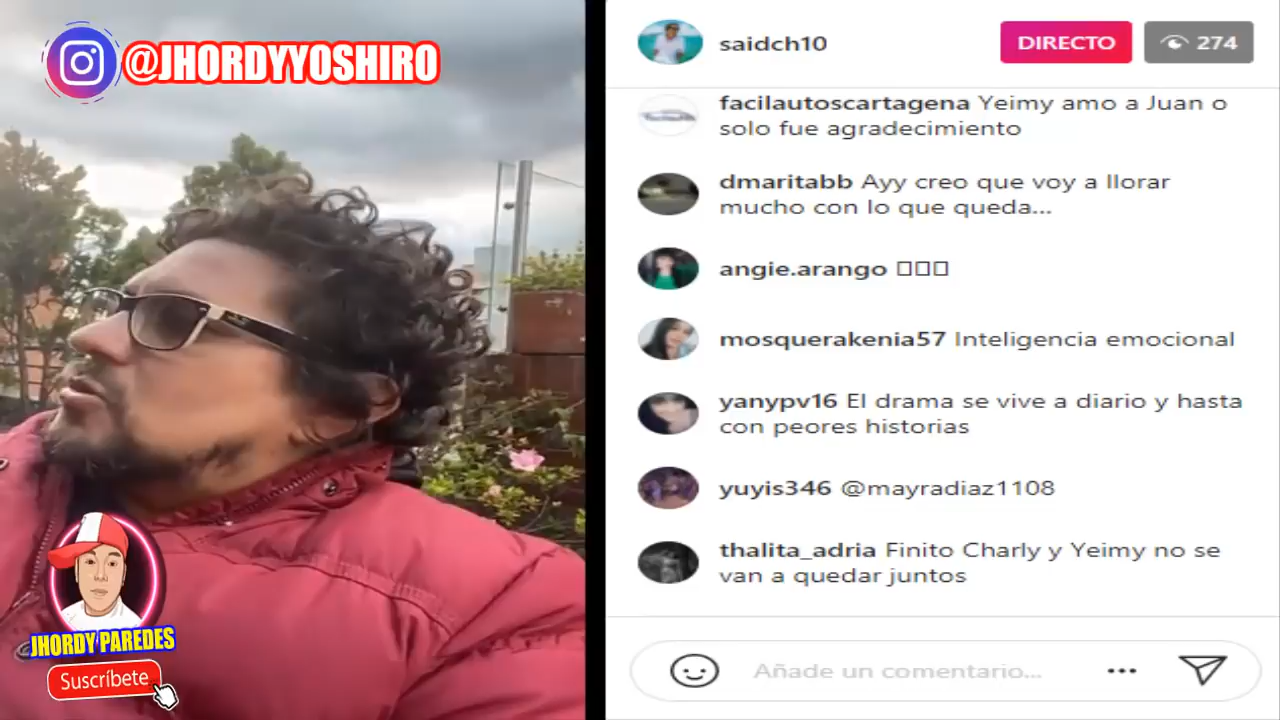 @JHORDYYOSHIRO
JHORDY PAREDES
Suscríbete
saidch10
DIRECTO
274
facilautoscartagena Yeimy amo a Juan o
solo fue agradecimiento
dmaritabb Ayy creo que voy a llorar
mucho con lo que queda...
angie.arango
mosquerakenia57 Inteligencia emocional
yanypv16 El drama se vive a diario y hasta
con peores historias
yuyis346 @mayradiaz1108
thalita_adria Finito Charly y Yeimy no se
van a quedar juntos
Añade un comentario...